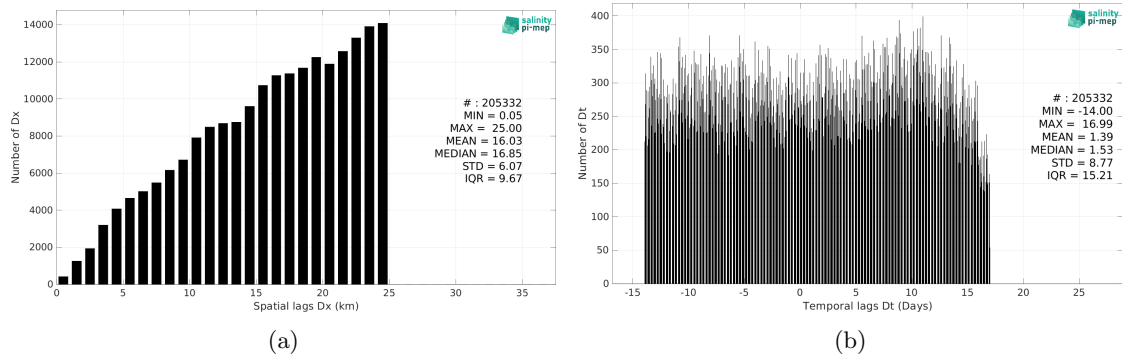 14000
12000
10000
8000
6000
4000
2000
0
Number of Dx
0 5 10 15 20 25 30 35
Spatial lags Dx (km)
salinity
pi-mep
# : 205332
MIN = 0.05
MAX = 25.00
MEAN = 16.03
MEDIAN = 16.85
STD = 6.07
IQR = 9.67
(a)
400
350
300
250
200
150
100
50
0
Number of Dt
-15 -10 -5 0 5 10 15 20 25
Temporal lags Dt (Days)
salinity
pi-mep
# : 205332
MIN = -14.00
MAX = 16.99
MEAN = 1.39
MEDIAN = 1.53
STD = 8.77
IQR = 15.21
(b)